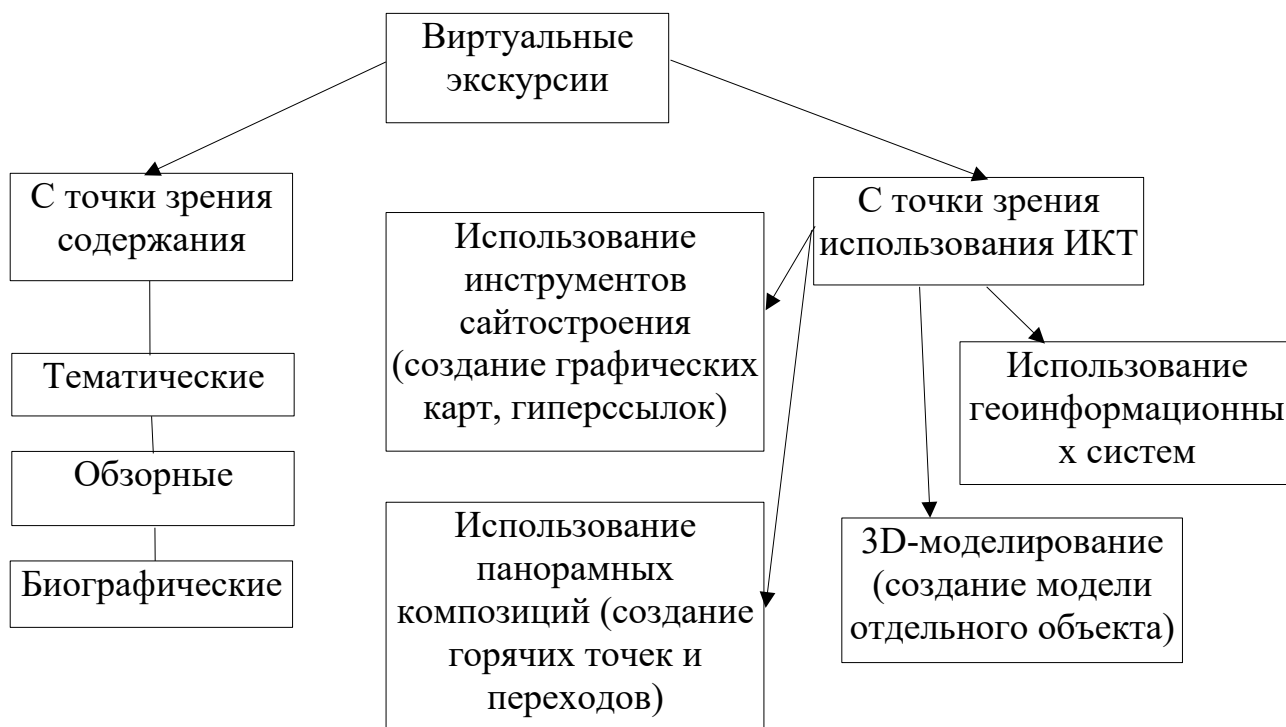 Виртуальные
экскурсии
С точки зрения
содержания
Тематические
Обзорные
Биографические
С точки зрения
использования ИКТ
Использование
инструментов
сайтостроения
(создание графических
карт, гиперссылок)
Использование
панорамных
композиций (создание
горячих точек и
переходов)
3D-моделирование
(создание модели
отдельного объекта)
Использование
геоинформационны
х систем